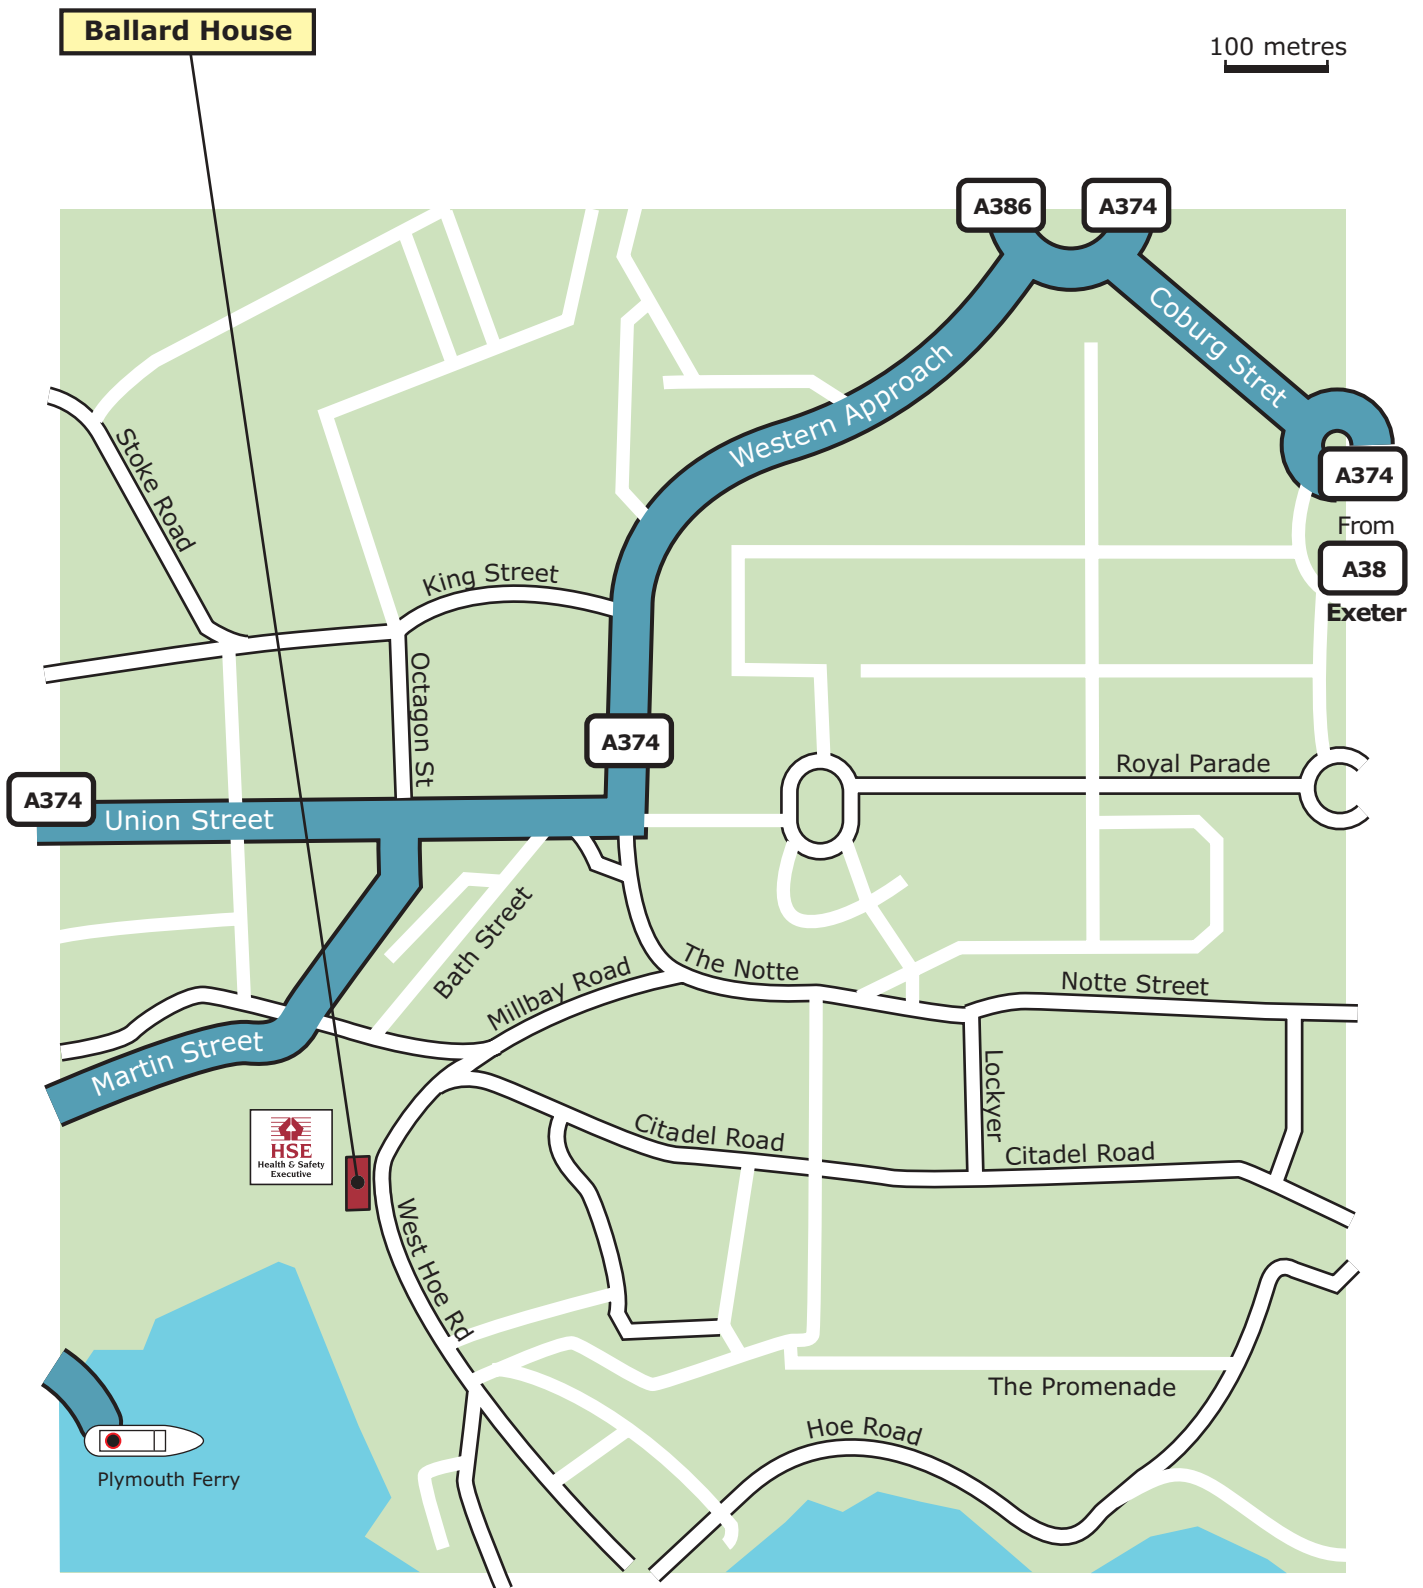 Ballard House
100 metres
A386
A374
Coburg Stret
Western Approach
A374
From
A38
Exeter
Stoke Road
King Street
Octagon St
A374
Royal Parade
A374
Union Street
Bath Street
Millbay Road
The Notte
Notte Street
Martin Street
Lockyer
Citadel Road
Citadel Road
HSE
Health & Safety
Executive
West Hoe Rd
The Promenade
Hoe Road
Plymouth Ferry